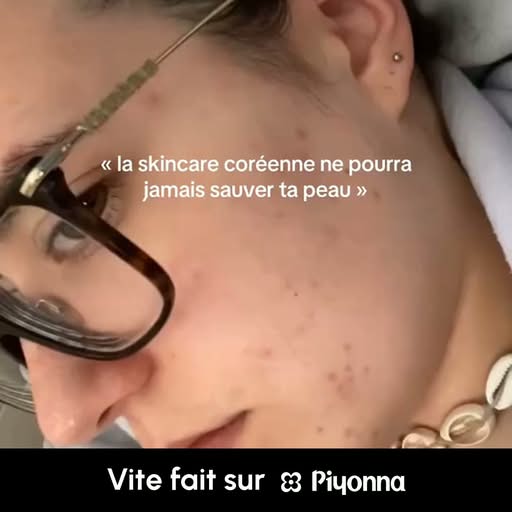 « la skincare coréenne ne pourra
jamais sauver ta peau »
Vite fait sur Piyonna